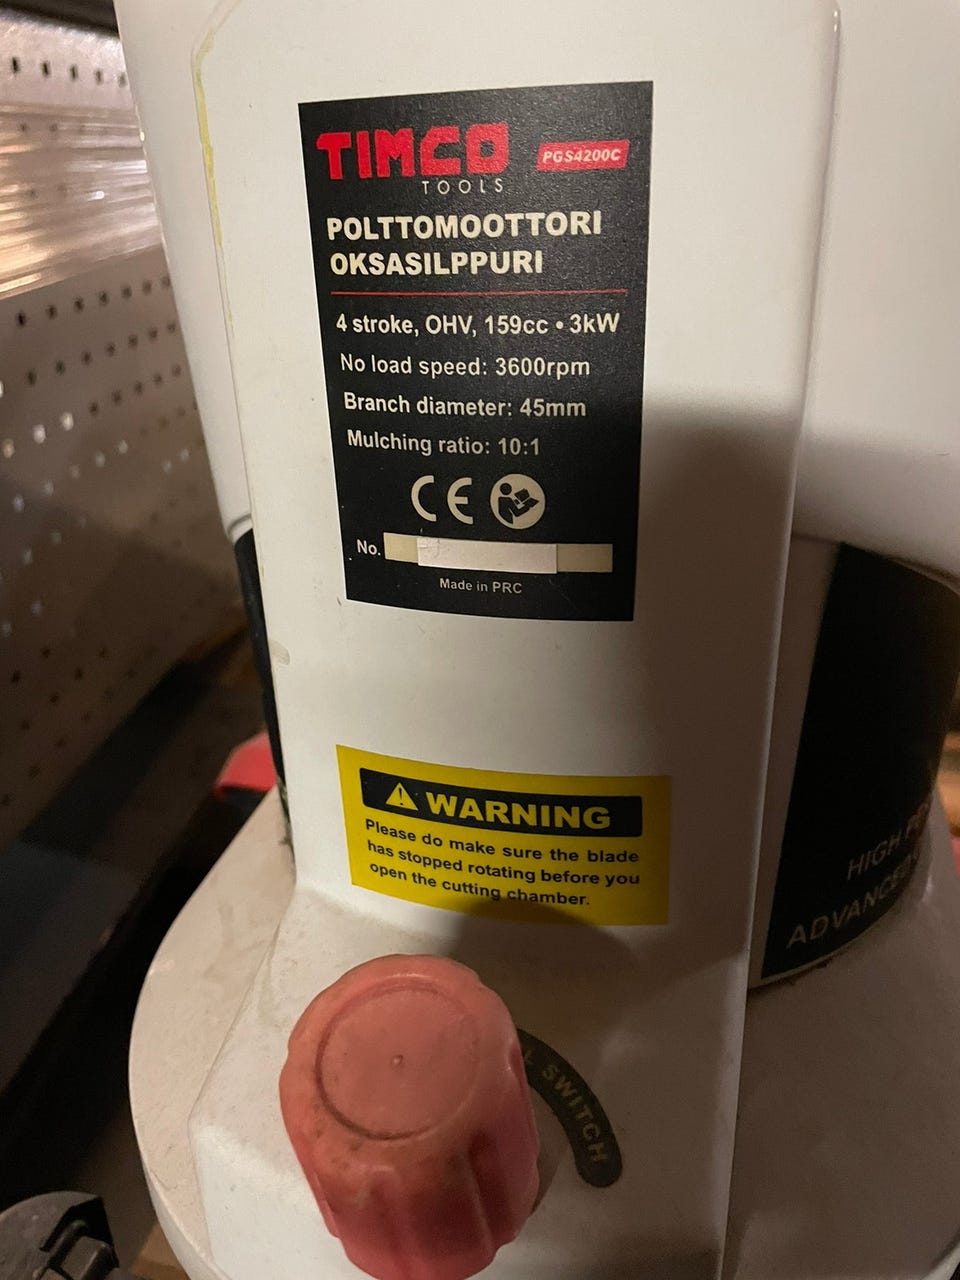 TIMCO
TOOLS
PGS4200C
POLTTOMOOTTORI
OKSASILPPURI
4 stroke, OHV, 159cc • 3kW
No load speed: 3600rpm
Branch diameter: 45mm
Mulching ratio: 10:1
CE
No.
Made in PRC
WARNING
Please do make sure the blade
has stopped rotating before you
open the cutting chamber.
SWITCH
HIGH
ADVANCED